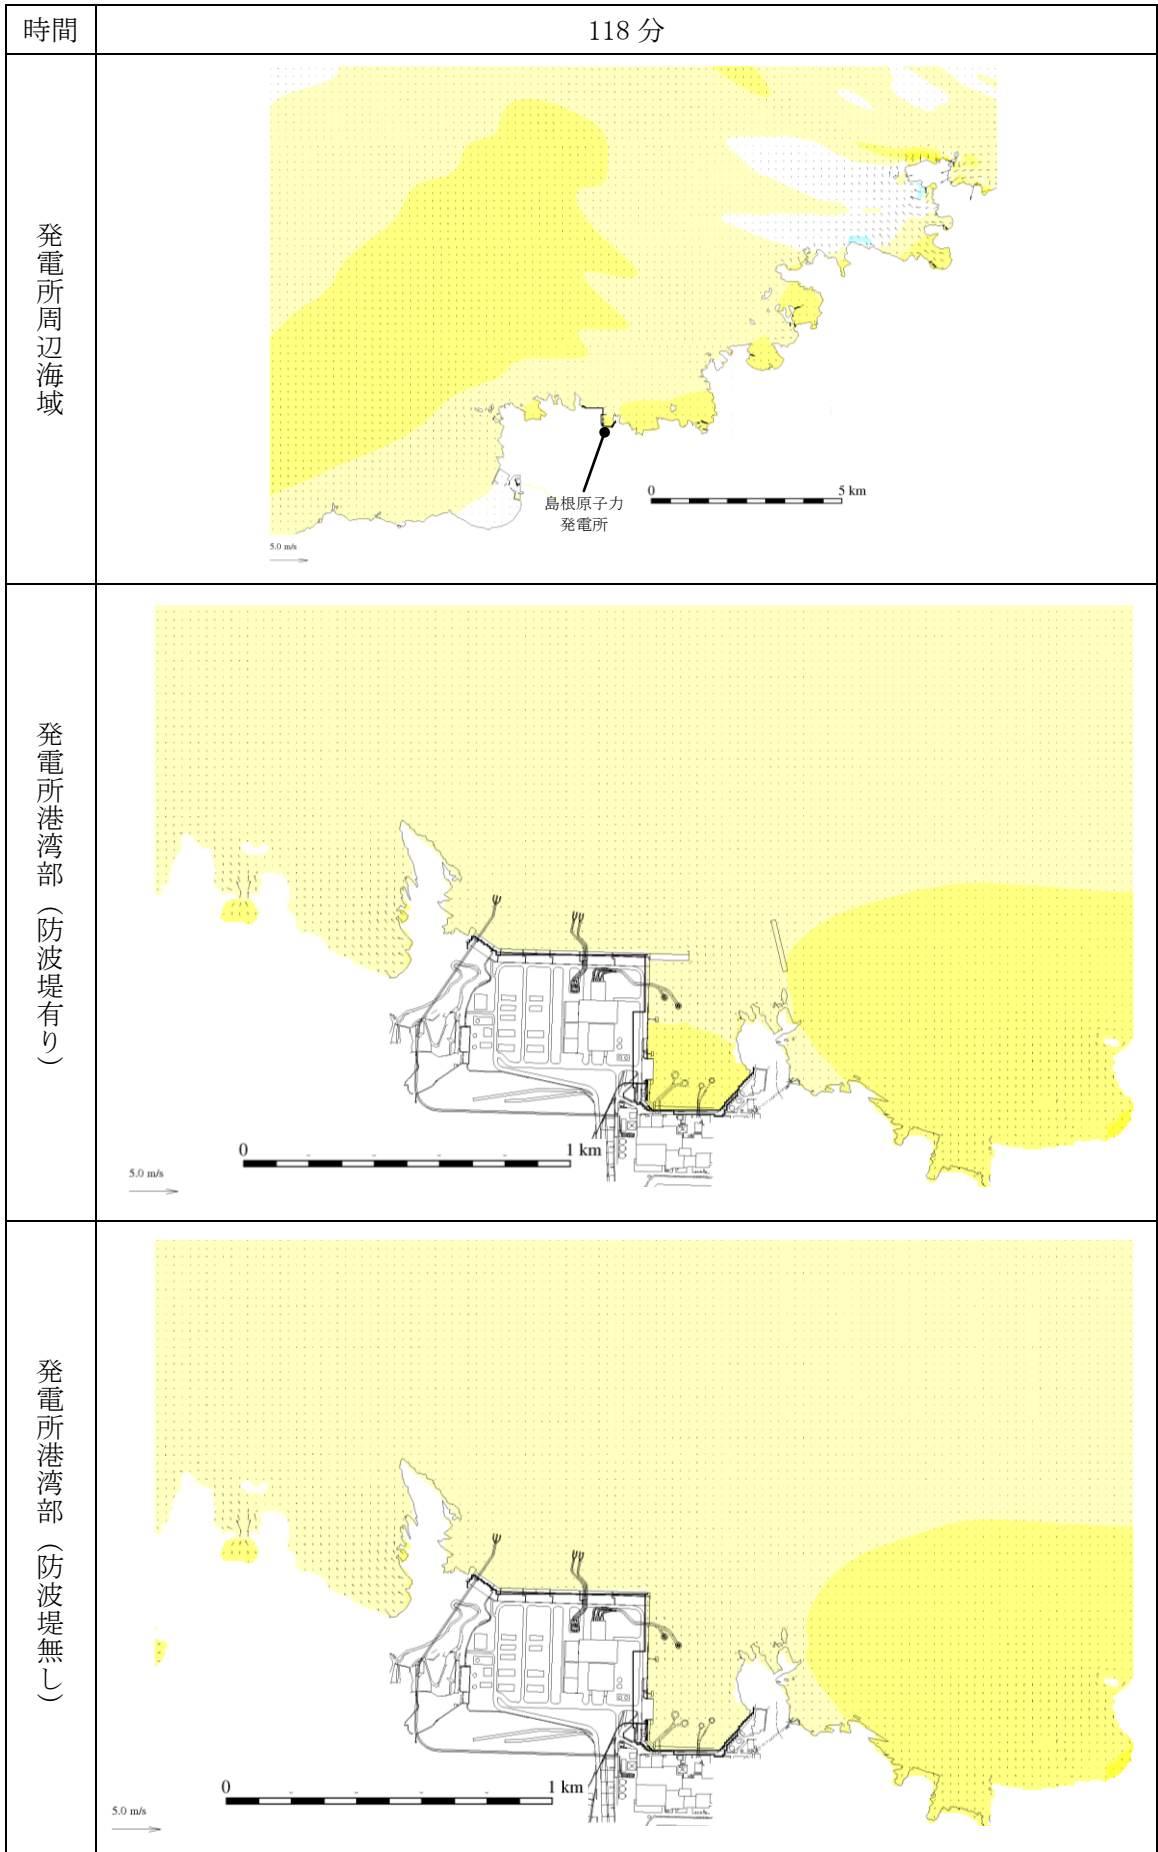 時間
118 分
発電所周辺海域
島根原子力
発電所
0
5 km
5.0 m/s
発電所港湾部（防波堤有り）
0
1 km
5.0 m/s
発電所港湾部（防波堤無し）
0
1 km
5.0 m/s